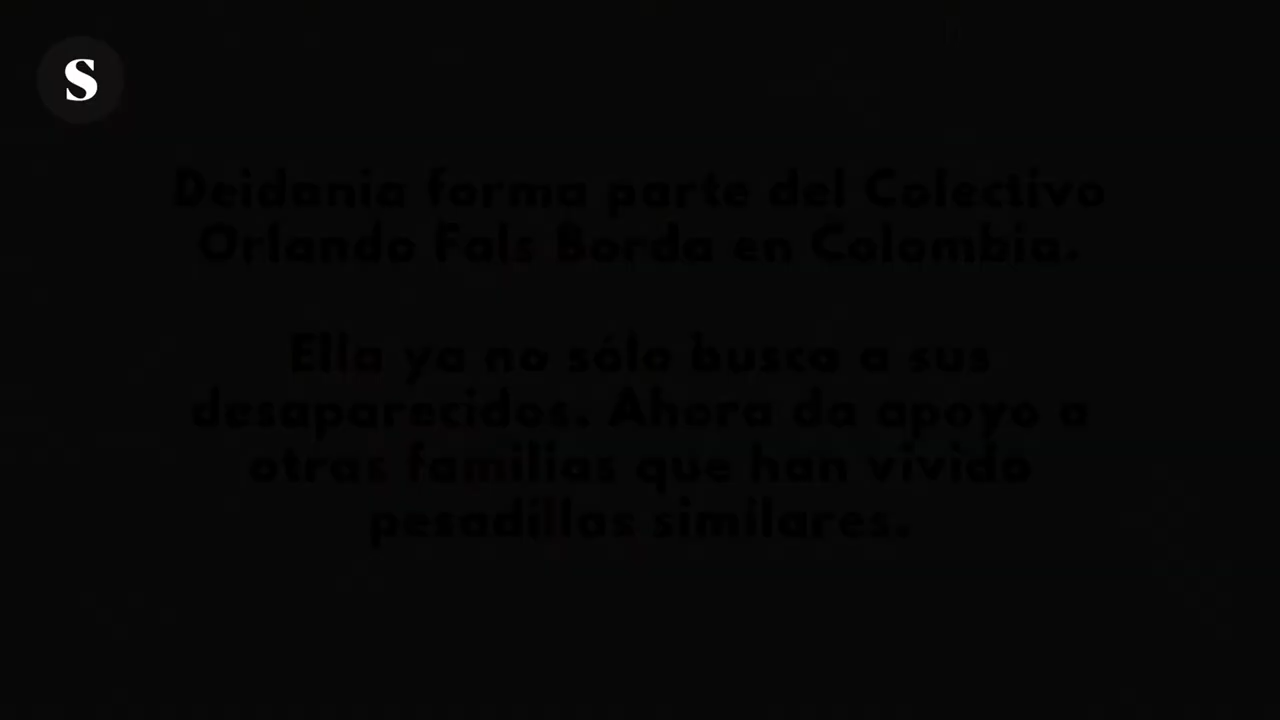 S
Deidania forma parte del Colectivo
Orlando Fals Borda en Colombia.
Ella ya no sólo busca a sus
desaparecidos. Ahora da apoyo a
otras familias que han vivido
pesadillas similares.